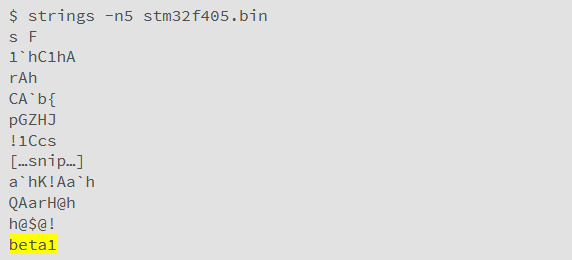 $ strings -n5 stm32f405.bin
s F
1`hC1hA
rAh
CA`b{
pGZHJ
!1Ccs
[…snip…]
a`hK!Aa`h
QAarH@h
h@$@!
beta1